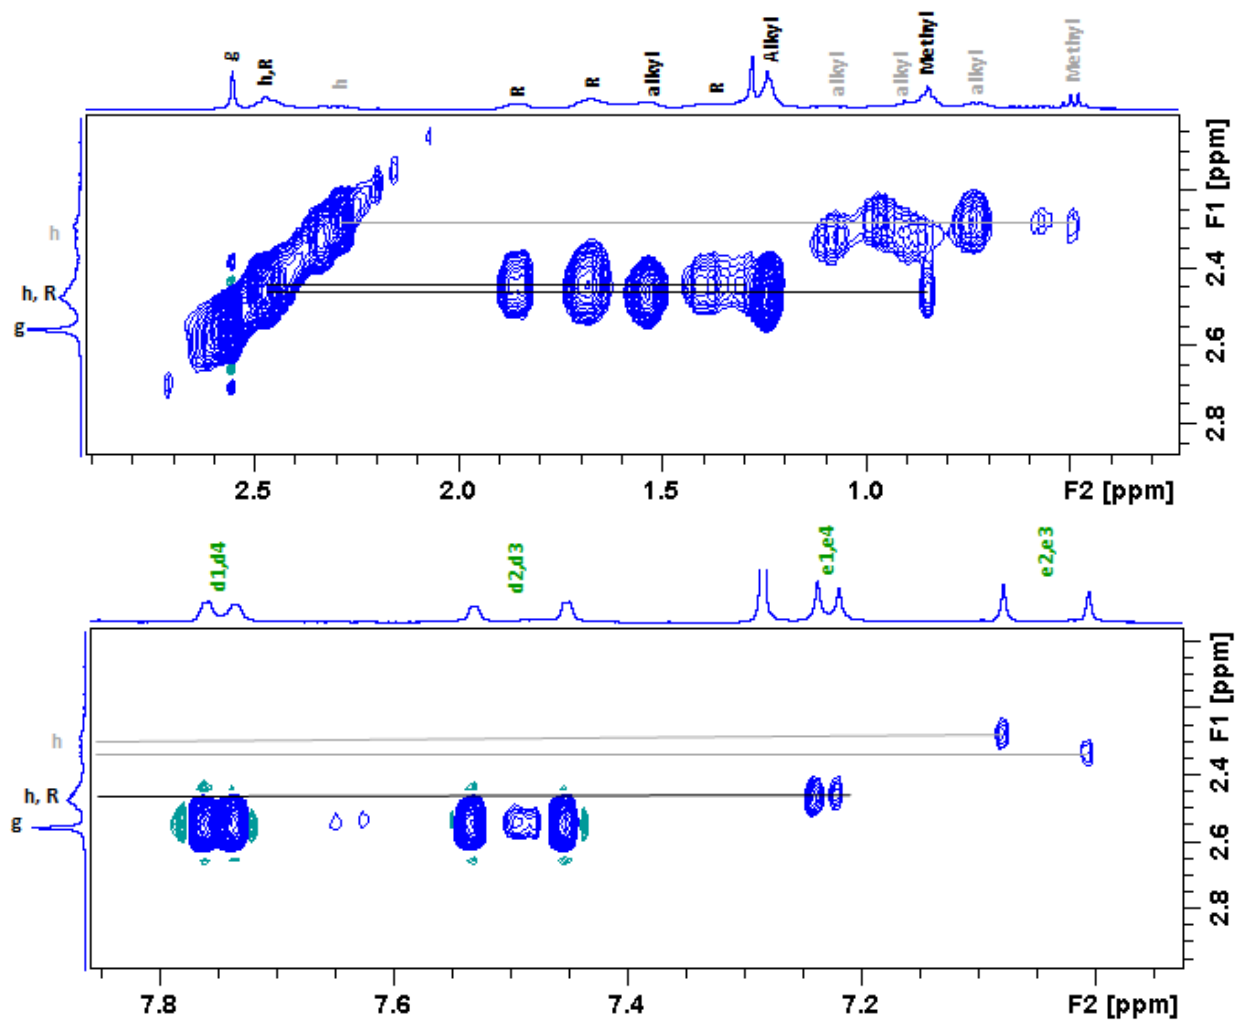 g
h,R
h
R
R
alkyl
R
Alkyl
alkyl
alkyl
Methyl
alkyl
Methyl
h
h, R
g
2.4
2.6
2.8
F1 [ppm]
2.5
2.0
1.5
1.0
F2 [ppm]
d1,d4
d2,d3
e1,e4
e2,e3
h
h, R
g
2.4
2.6
2.8
F1 [ppm]
7.8
7.6
7.4
7.2
F2 [ppm]